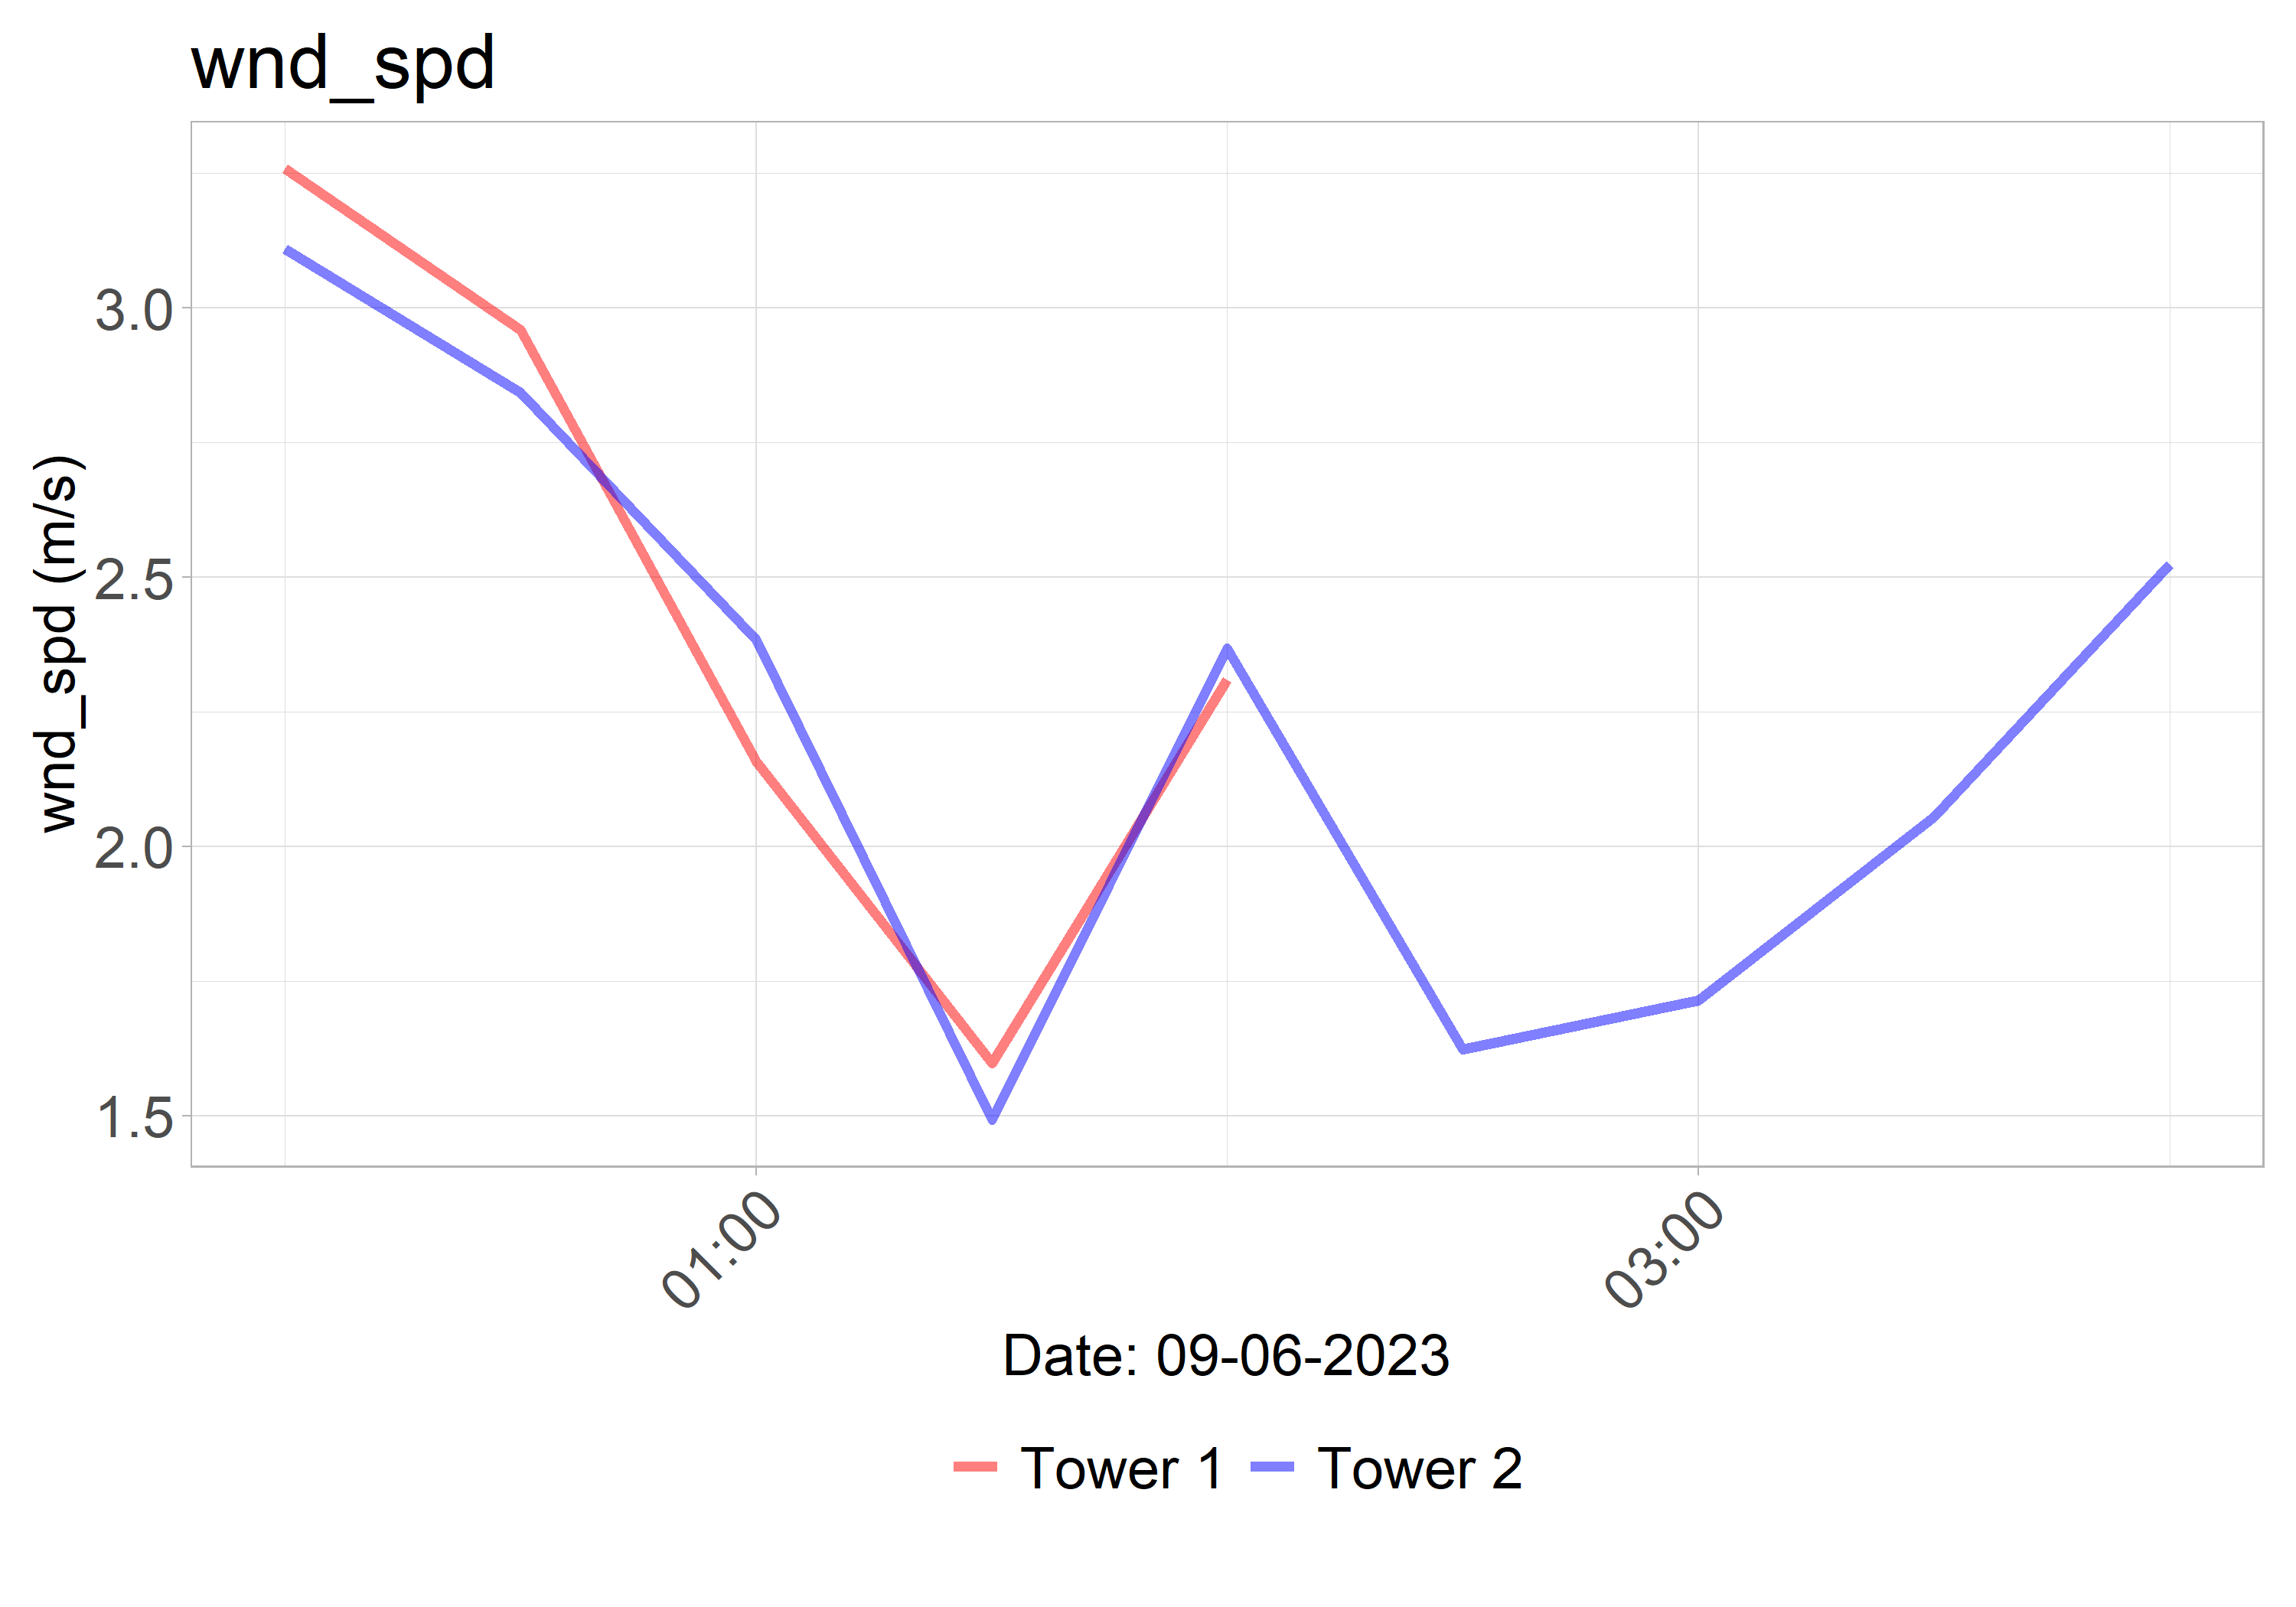 wnd_spd
wnd_spd (m/s)
3.0
2.5
2.0
1.5
01:00
03:00
Date: 09-06-2023
Tower 1
Tower 2